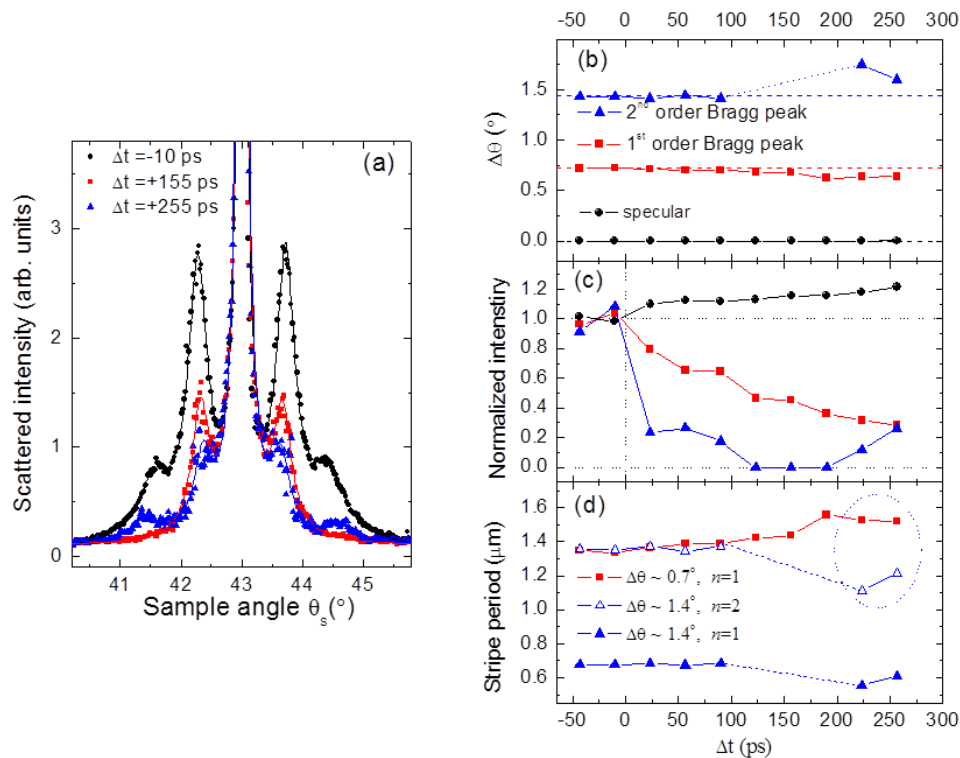 (a)
Δt =-10 ps
Δt =+155 ps
Δt =+255 ps
Scattered intensity (arb. units)
3
2
1
0
41 42 43 44 45
Sample angle θs(°)
-50 0 50 100 150 200 250 300
(b)
Δθ (°)
1.5
1.0
0.5
0.0
2nd order Bragg peak
1st order Bragg peak
specular
(c)
Normalized intenstiry
1.2
1.0
0.8
0.6
0.4
0.2
0.0
(d)
Stripe period (μm)
1.6
1.4
1.2
1.0
0.8
0.6
Δθ ~ 0.7°, n=1
Δθ ~ 1.4°, n=2
Δθ ~ 1.4°, n=1
-50 0 50 100 150 200 250 300
Δt (ps)